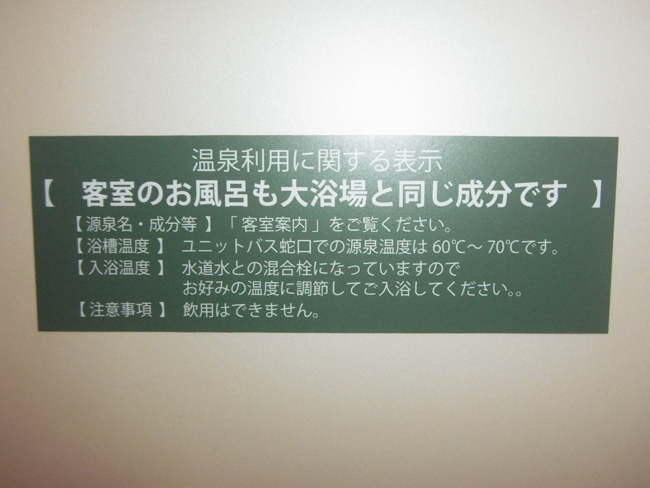 温泉利用に関する表示
【 客室のお風呂も大浴場と同じ成分です 】
【 源泉名・成分等 】「 客室案内 」をご覧ください。
【 浴槽温度 】 ユニットバス蛇口での源泉温度は 60℃〜 70℃です。
【 入浴温度 】 水道水との混合栓になっていますので
お好みの温度に調節してご入浴してください。。
【 注意事項 】 飲用はできません。